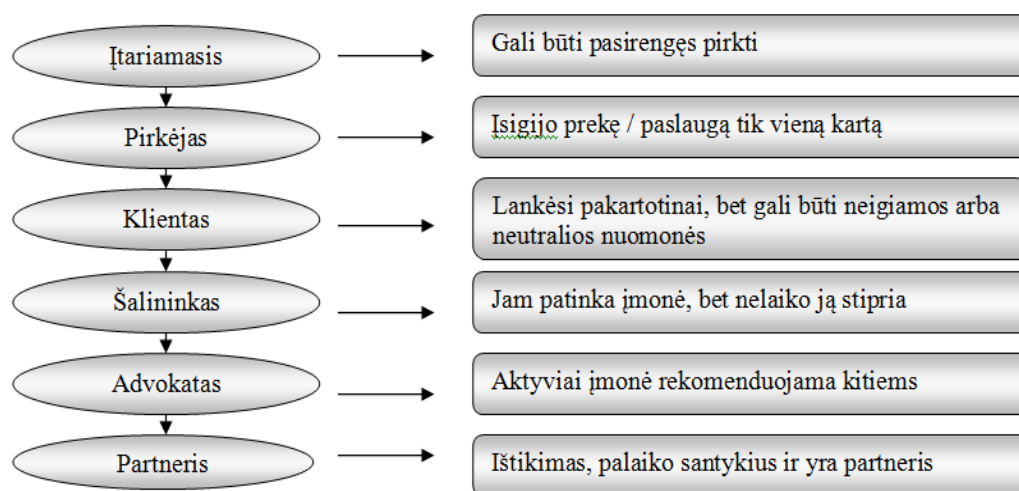 Įtariamasis
Gali būti pasirengęs pirkti
Pirkėjas
Įsigijo prekę / paslaugą tik vieną kartą
Klientas
Lankėsi pakartotinai, bet gali būti neigiamos arba
neutralios nuomonės
Šalininkas
Jam patinka įmonė, bet nelaiko ją stipria
Advokatas
Aktyviai įmonė rekomenduojama kitiems
Partneris
Ištikimas, palaiko santykius ir yra partneris